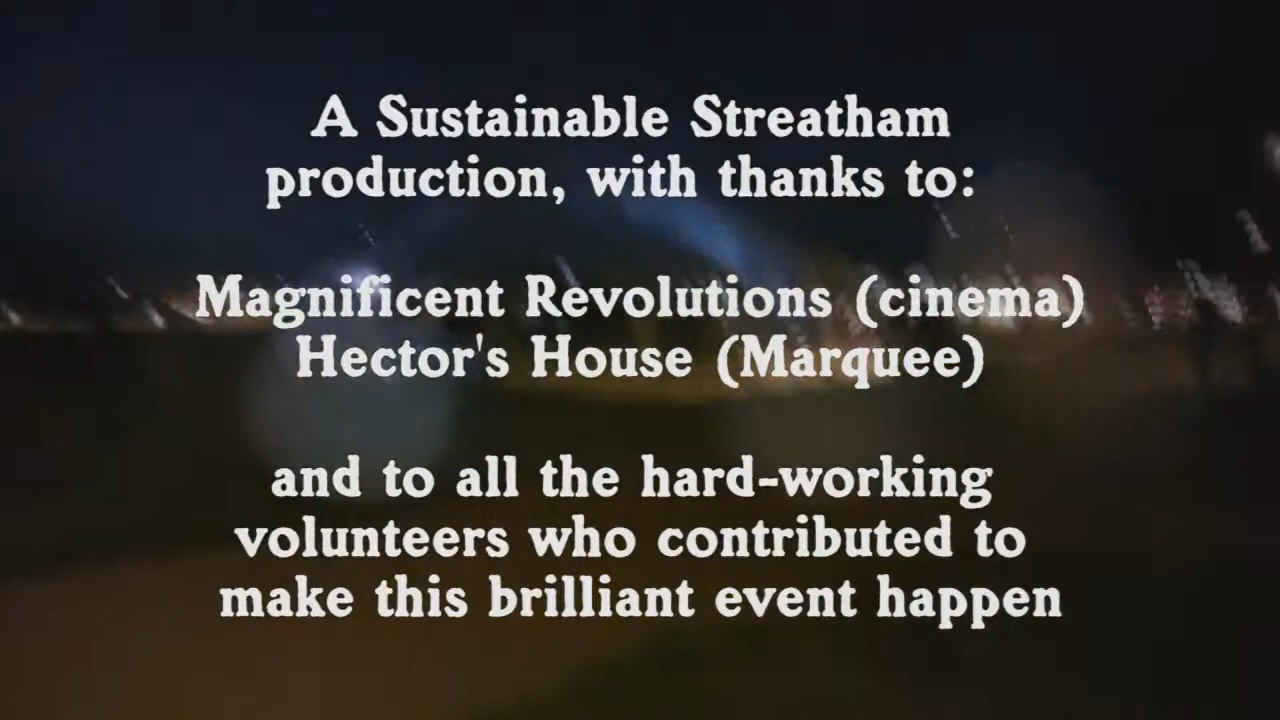 A Sustainable Streatham
production, with thanks to:
Magnificent Revolutions (cinema)
Hector's House (Marquee)
and to all the hard-working
volunteers who contributed to
make this brilliant event happen